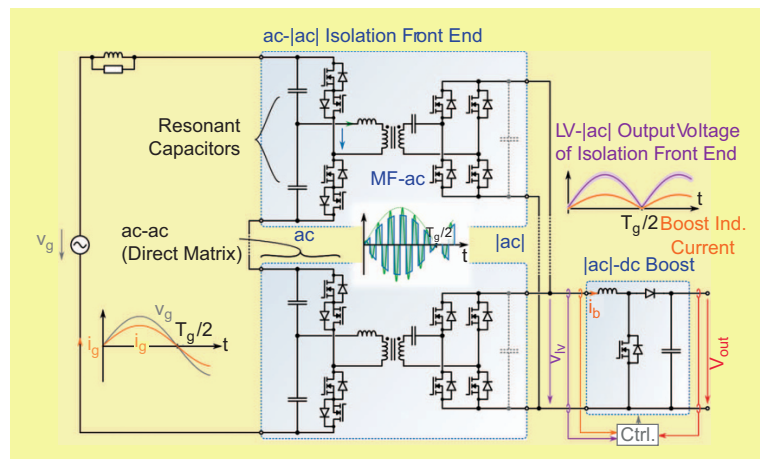 ac-|ac| Isolation Front End
Resonant
Capacitors
MF-ac
LV-|ac| Output Voltage
of Isolation Front End
t
T_g/2
Boost Ind.
Current
v_g
ac-ac
(Direct Matrix)
ac
T_g/2
t
|ac|
|ac|-dc Boost
v_g
i_g
i_g
T_g/2
t
i_b
v_lv
V_out
Ctrl.